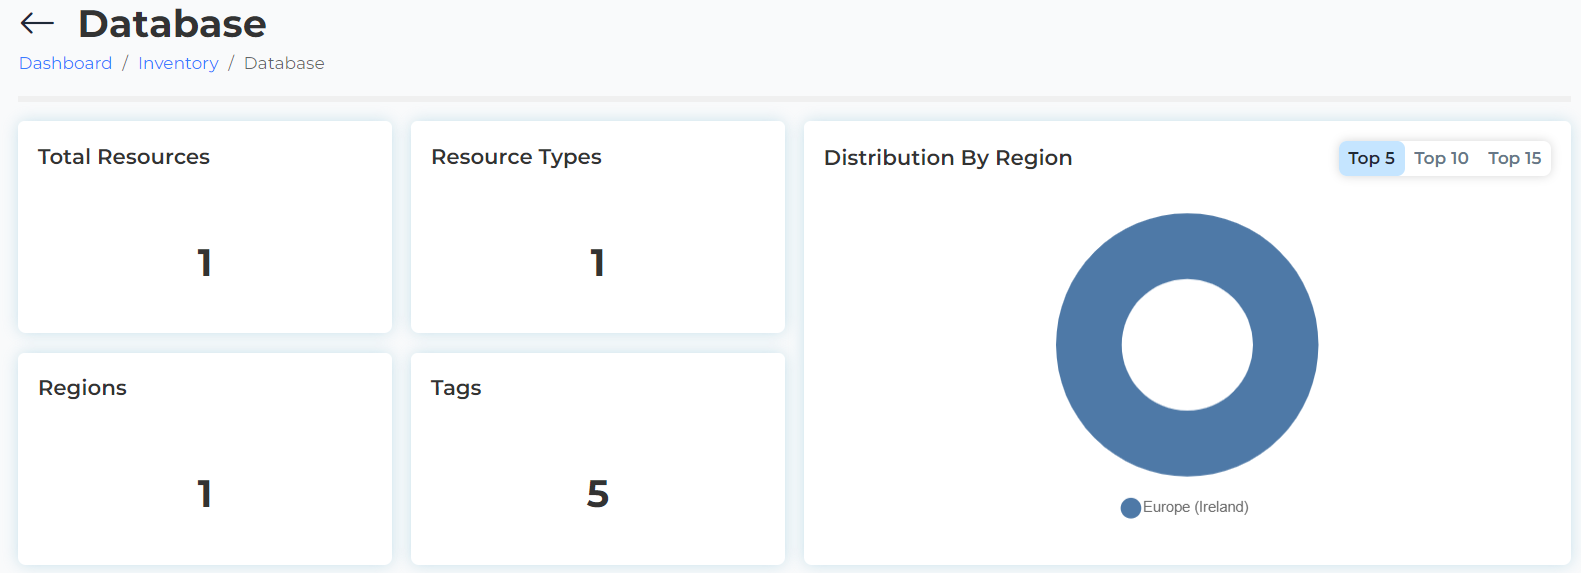 Database
Dashboard / Inventory / Database
Total Resources
1
Resource Types
1
Regions
1
Tags
5
Distribution By Region
Top 5 Top 10 Top 15
Europe (Ireland)